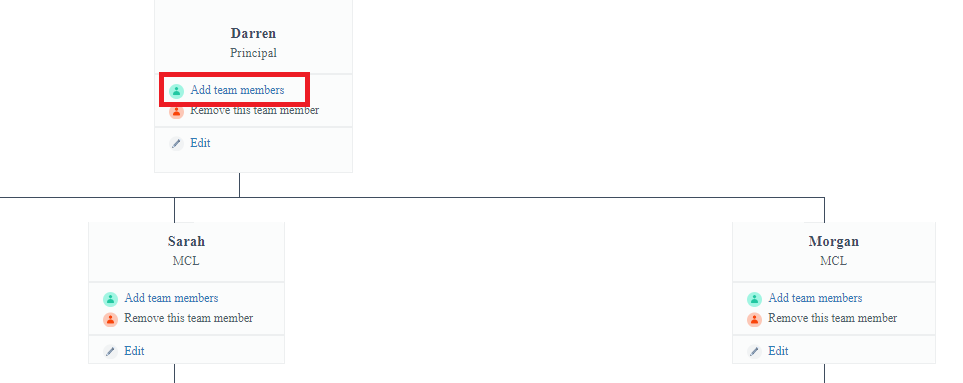 Darren
Principal
Add team members
Remove this team member
Edit
Sarah
MCL
Add team members
Remove this team member
Edit
Morgan
MCL
Add team members
Remove this team member
Edit